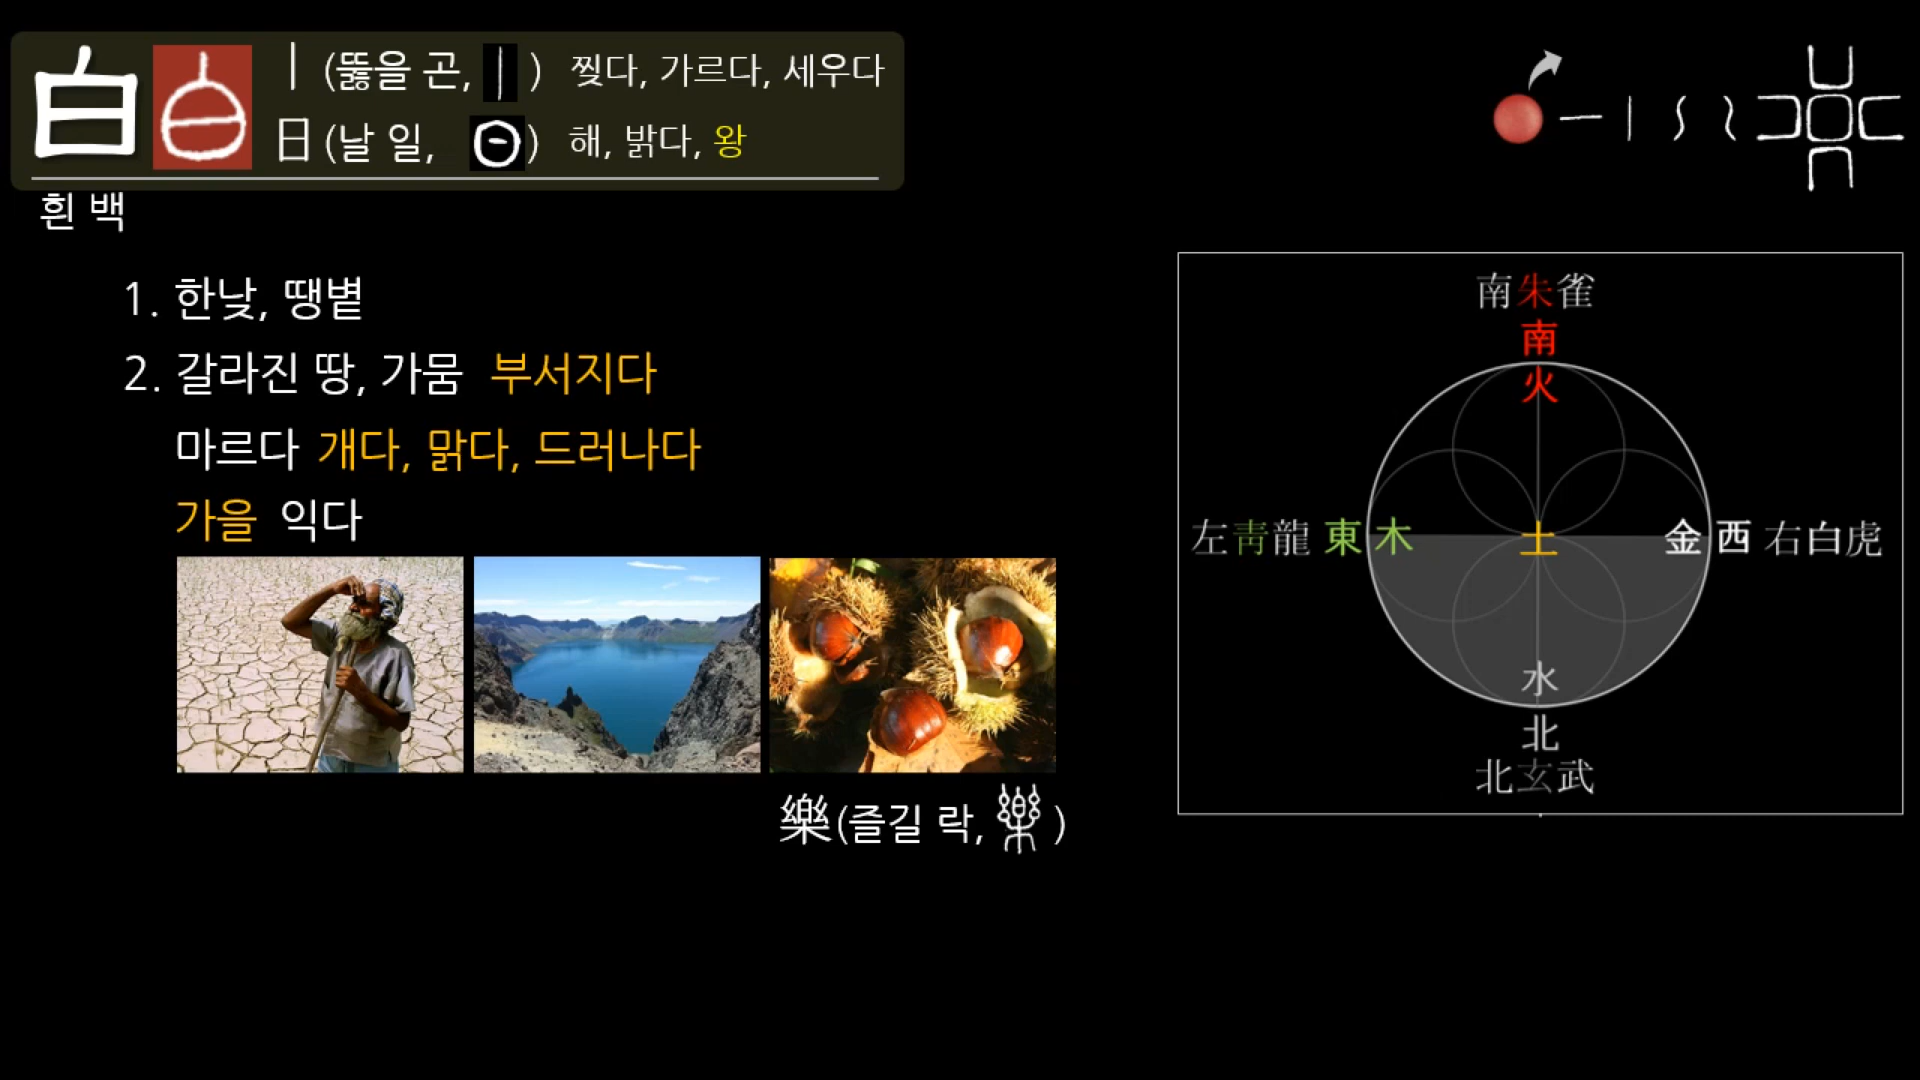 白 丨 (뚫을 곤, 丨) 찢다, 가르다, 세우다
日 (날 일, ) 해, 밝다, 왕
흰 백
1. 한낮, 땡볕
2. 갈라진 땅, 가뭄 부서지다
마르다 개다, 맑다, 드러나다
가을 익다
樂(즐길 락, )
南朱雀
南
火
左靑龍 東 木 土 金 西 右白虎
水
北
北玄武